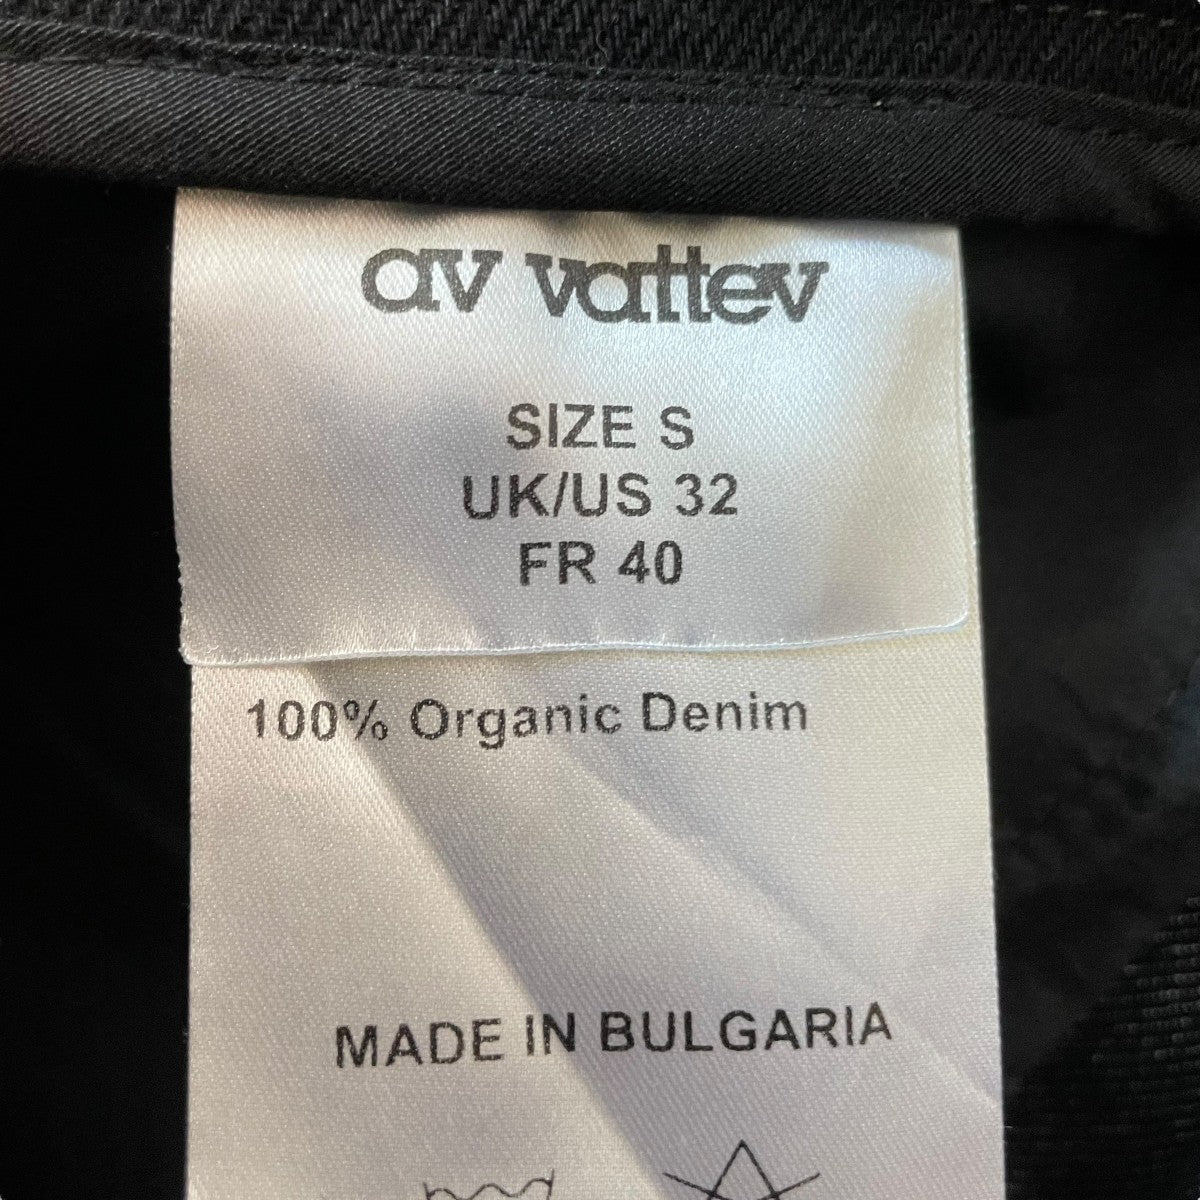 av vattev
SIZE S
UK/US 32
FR 40
100% Organic Denim
MADE IN BULGARIA